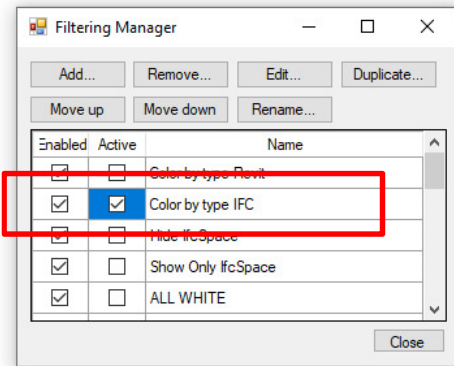 Filtering Manager
Add... Remove... Edit... Duplicate...
Move up Move down Rename...
Enabled Active Name
Color by type Revit
Color by type IFC
Hide IfcSpace
Show Only IfcSpace
ALL WHITE
Close